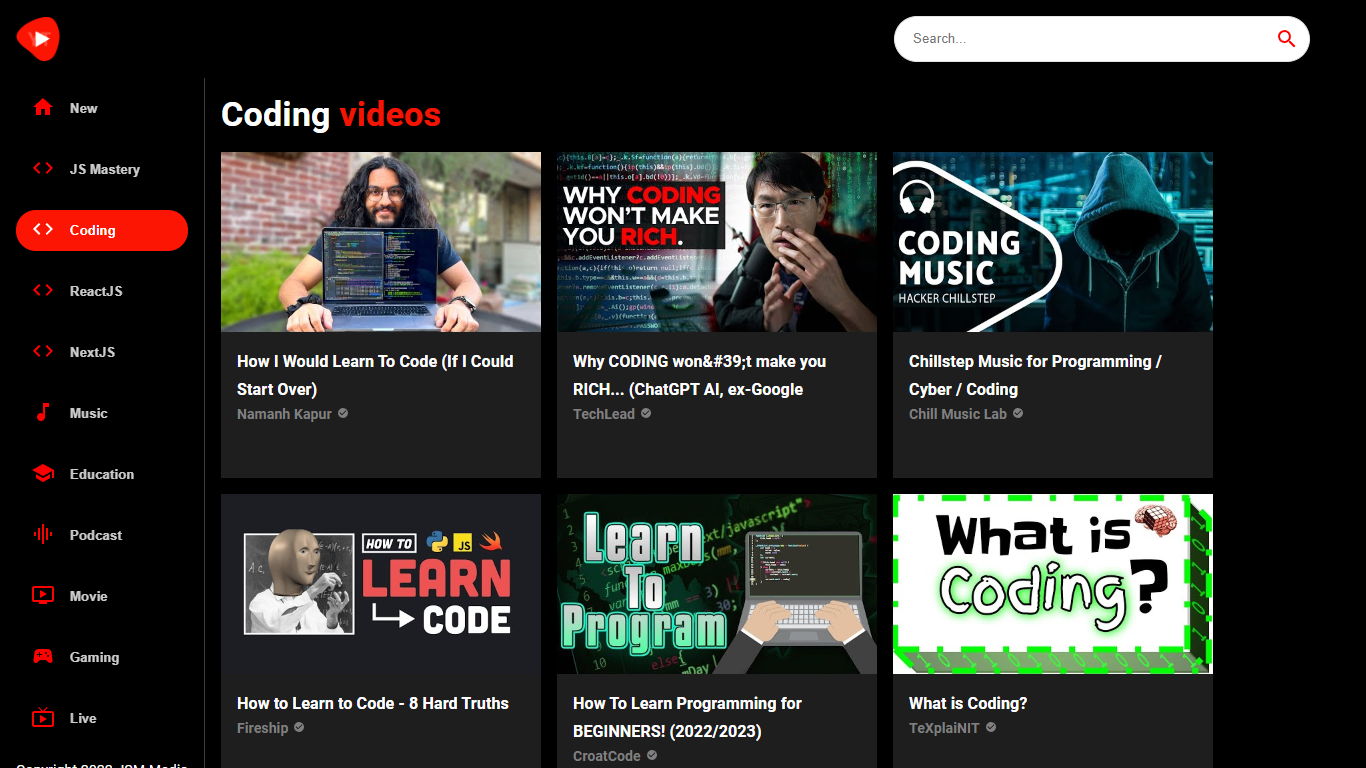 Search...
New
JS Mastery
Coding
ReactJS
NextJS
Music
Education
Podcast
Movie
Gaming
Live
Coding videos
WHY CODING
WON'T MAKE
YOU RICH.
CODING
MUSIC
HACKER CHILLSTEP
How I Would Learn To Code (If I Could
Start Over)
Namanh Kapur
Why CODING won&#39;t make you
RICH... (ChatGPT AI, ex-Google
TechLead
Chillstep Music for Programming /
Cyber / Coding
Chill Music Lab
HOW TO
JS
LEARN
CODE
Learn
To
Program
What is
Coding?
How to Learn to Code - 8 Hard Truths
Fireship
How To Learn Programming for
BEGINNERS! (2022/2023)
CroatCode
What is Coding?
TeXplaiNIT